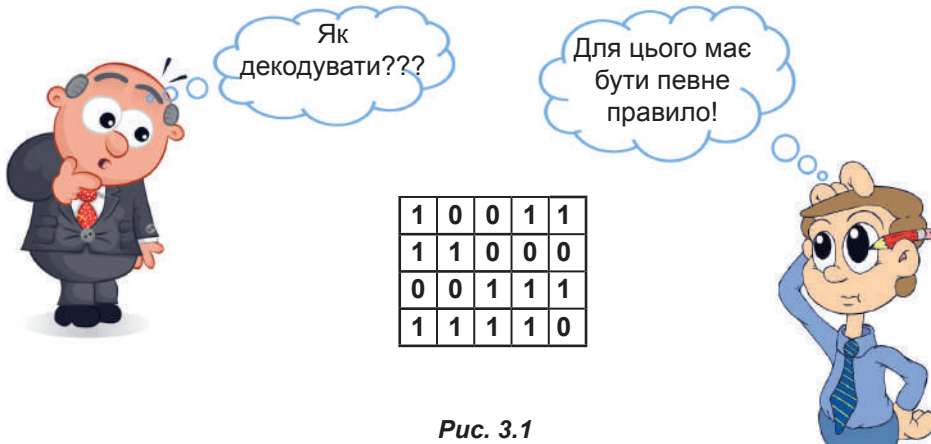 Як
декодувати???
Для цього має
бути певне
правило!
1 0 0 1 1
1 1 0 0 0
0 0 1 1 1
1 1 1 1 0
Рис. 3.1